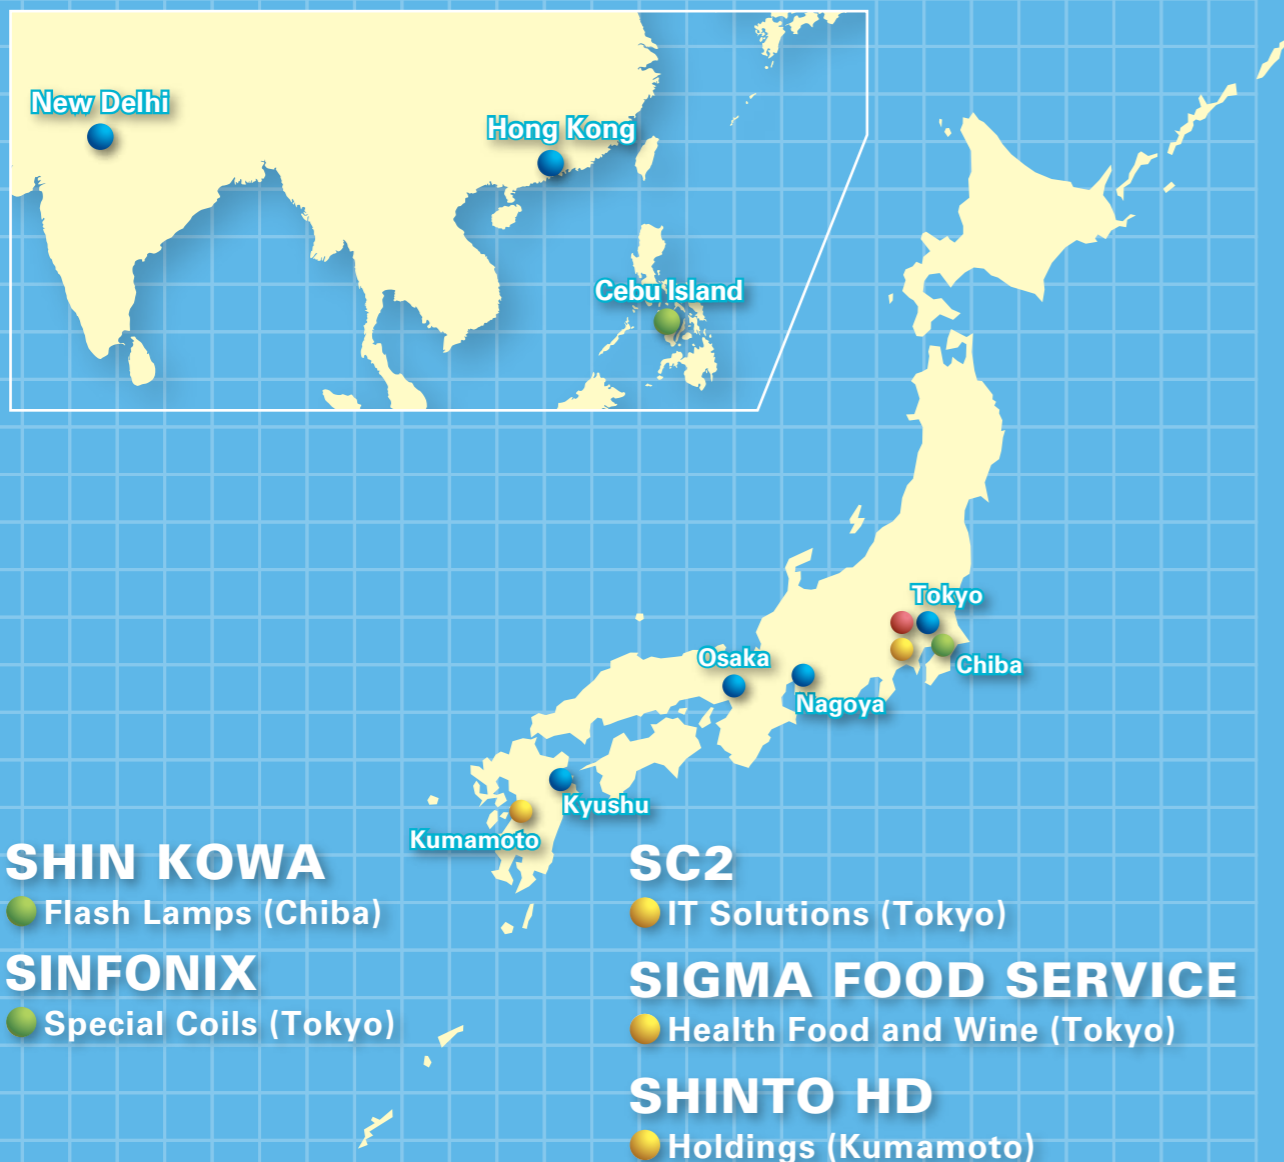 New Delhi
Hong Kong
Cebu Island
Tokyo
Osaka
Chiba
Nagoya
Kyushu
Kumamoto
SHIN KOWA
Flash Lamps (Chiba)
SINFONIX
Special Coils (Tokyo)
SC2
IT Solutions (Tokyo)
SIGMA FOOD SERVICE
Health Food and Wine (Tokyo)
SHINTO HD
Holdings (Kumamoto)